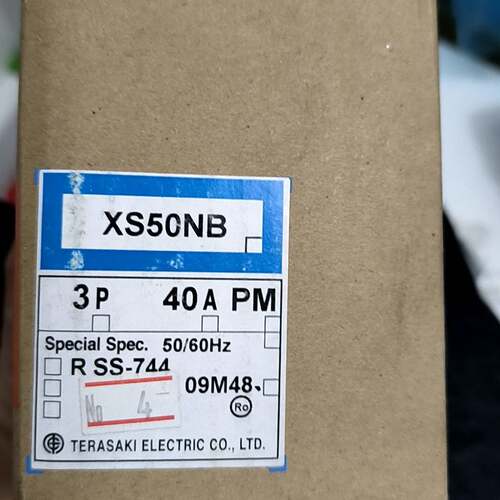 XS50NB
3P 40A PM
Special Spec. 50/60Hz
R SS-744
09M48
No 4
Ro
TERASAKI ELECTRIC CO., LTD.